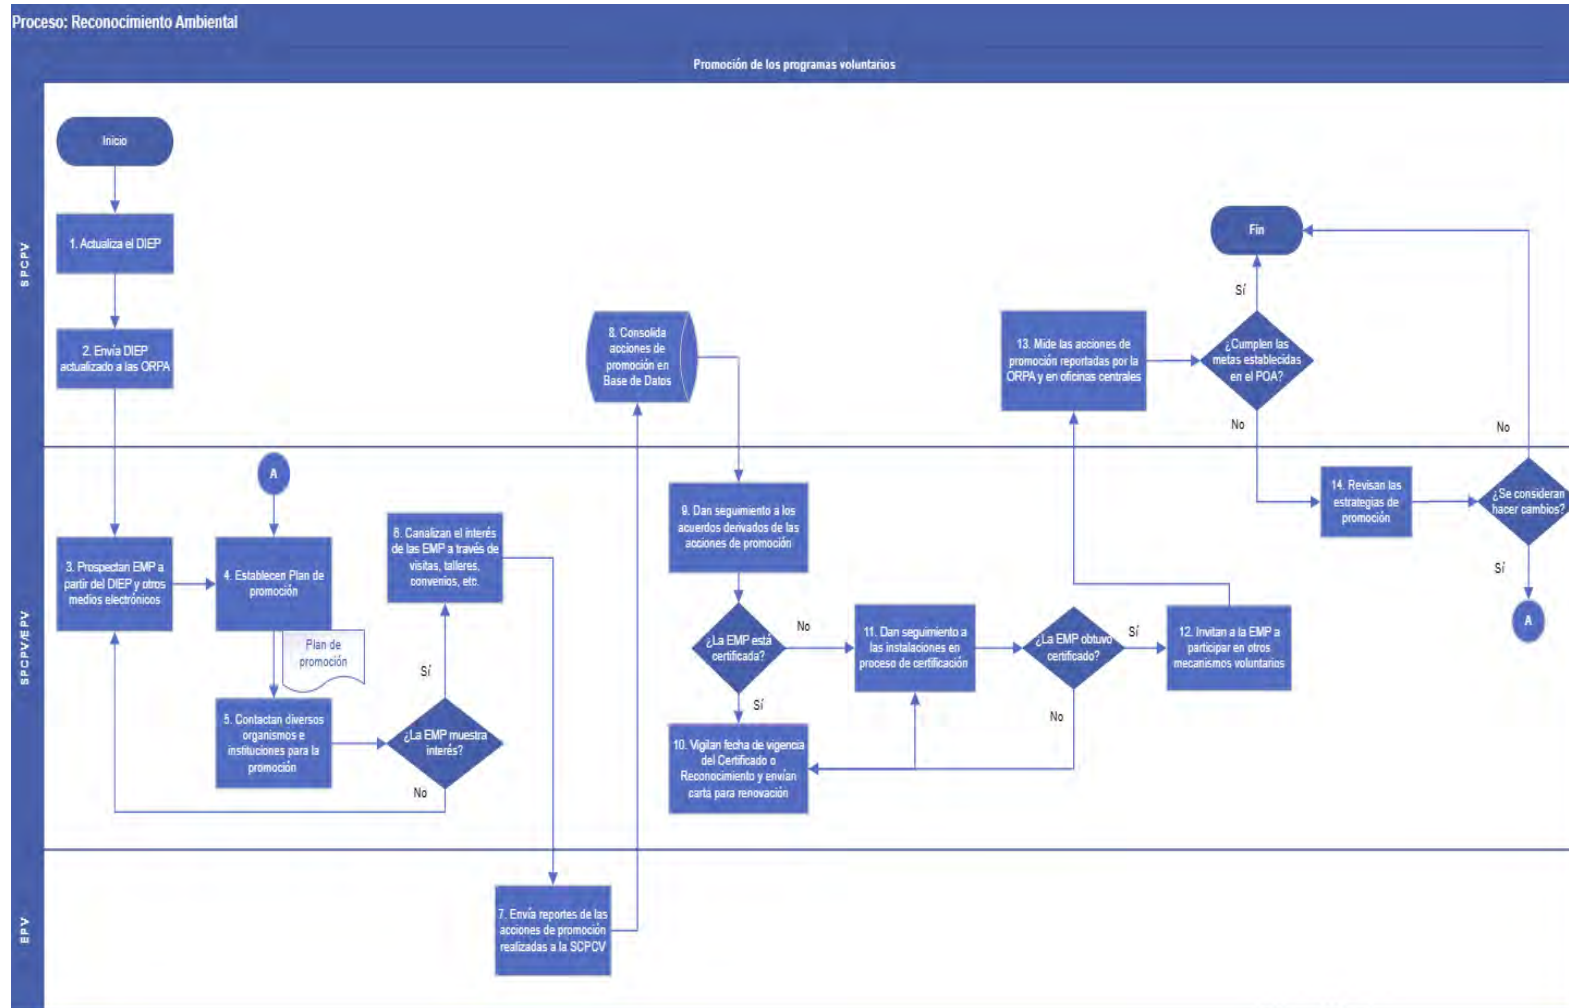 Proceso: Reconocimiento Ambiental
Promoción de los programas voluntarios
SPCPV
Inicio
1. Actualiza el DIEP
2. Envía DIEP
actualizado a las ORPA
8. Consolida
acciones de
promoción en
Base de Datos
13. Mide las acciones de
promoción reportadas por la
ORPA y en oficinas centrales
¿Cumplen las
metas establecidas
en el POA?
Sí
Fin
No
No
SPCPV/EPV
3. Prospectan EMP a
partir del DIEP y otros
medios electrónicos
A
4. Establecen Plan de
promoción
Plan de
promoción
5. Contactan diversos
organismos e
instituciones para la
promoción
¿La EMP muestra
interés?
Sí
No
6. Canalizan el interés
de las EMP a través de
visitas, talleres,
convenios, etc.
9. Dan seguimiento a los
acuerdos derivados de las
acciones de promoción
¿La EMP está
certificada?
No
Sí
10. Vigilan fecha de vigencia
del Certificado o
Reconocimiento y envían
carta para renovación
11. Dan seguimiento a
las instalaciones en
proceso de certificación
¿La EMP obtuvo
certificado?
Sí
No
12. Invitan a la EMP a
participar en otros
mecanismos voluntarios
14. Revisan las
estrategias de
promoción
¿Se consideran
hacer cambios?
Sí
A
EPV
7. Envía reportes de las
acciones de promoción
realizadas a la SCPCV